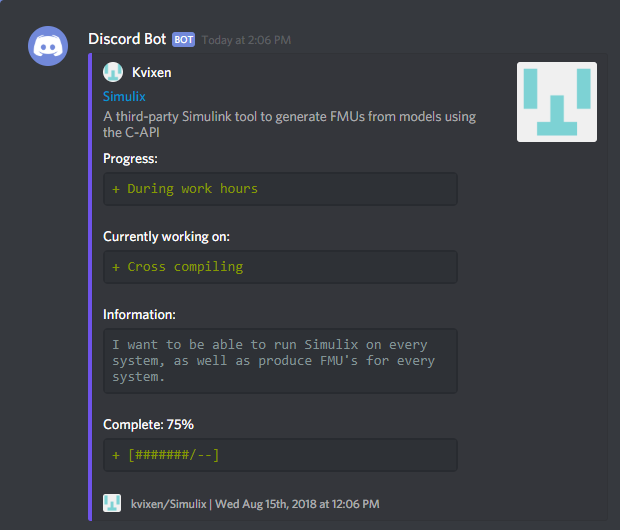 Discord Bot BOT Today at 2:06 PM
Kvixen
Simulix
A third-party Simulink tool to generate FMUs from models using
the C-API
Progress:
+ During work hours
Currently working on:
+ Cross compiling
Information:
I want to be able to run Simulix on every
system, as well as produce FMU's for every
system.
Complete: 75%
+ [#######/--]
kvixen/Simulix | Wed Aug 15th, 2018 at 12:06 PM